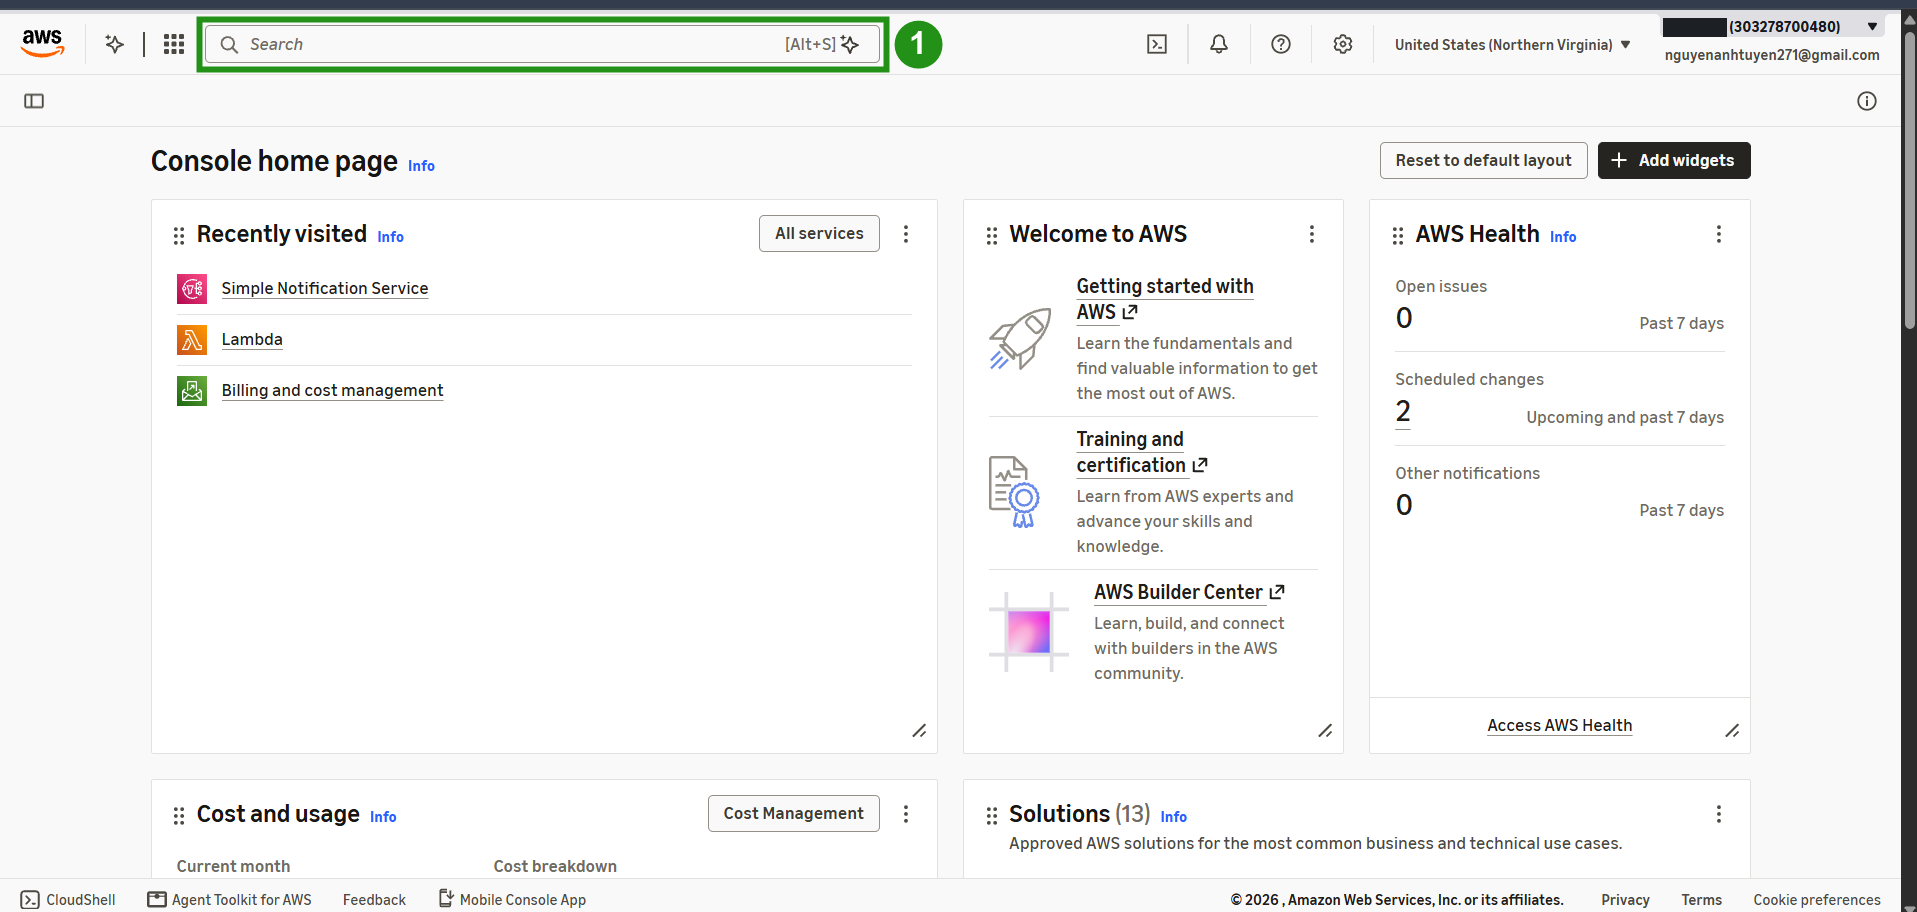 aws
Search
[Alt+S]
1
United States (Northern Virginia)
(303278700480)
nguyenanhtuyen271@gmail.com
Console home page Info
Reset to default layout
Add widgets
Recently visited Info
All services
Simple Notification Service
Lambda
Billing and cost management
Welcome to AWS
Getting started with
AWS
Learn the fundamentals and
find valuable information to get
the most out of AWS.
Training and
certification
Learn from AWS experts and
advance your skills and
knowledge.
AWS Builder Center
Learn, build, and connect
with builders in the AWS
community.
AWS Health Info
Open issues
0
Past 7 days
Scheduled changes
2
Upcoming and past 7 days
Other notifications
0
Past 7 days
Access AWS Health
Cost and usage Info
Cost Management
Current month
Cost breakdown
Solutions (13) Info
Approved AWS solutions for the most common business and technical use cases.
CloudShell
Agent Toolkit for AWS
Feedback
Mobile Console App
© 2026 , Amazon Web Services, Inc. or its affiliates.
Privacy
Terms
Cookie preferences